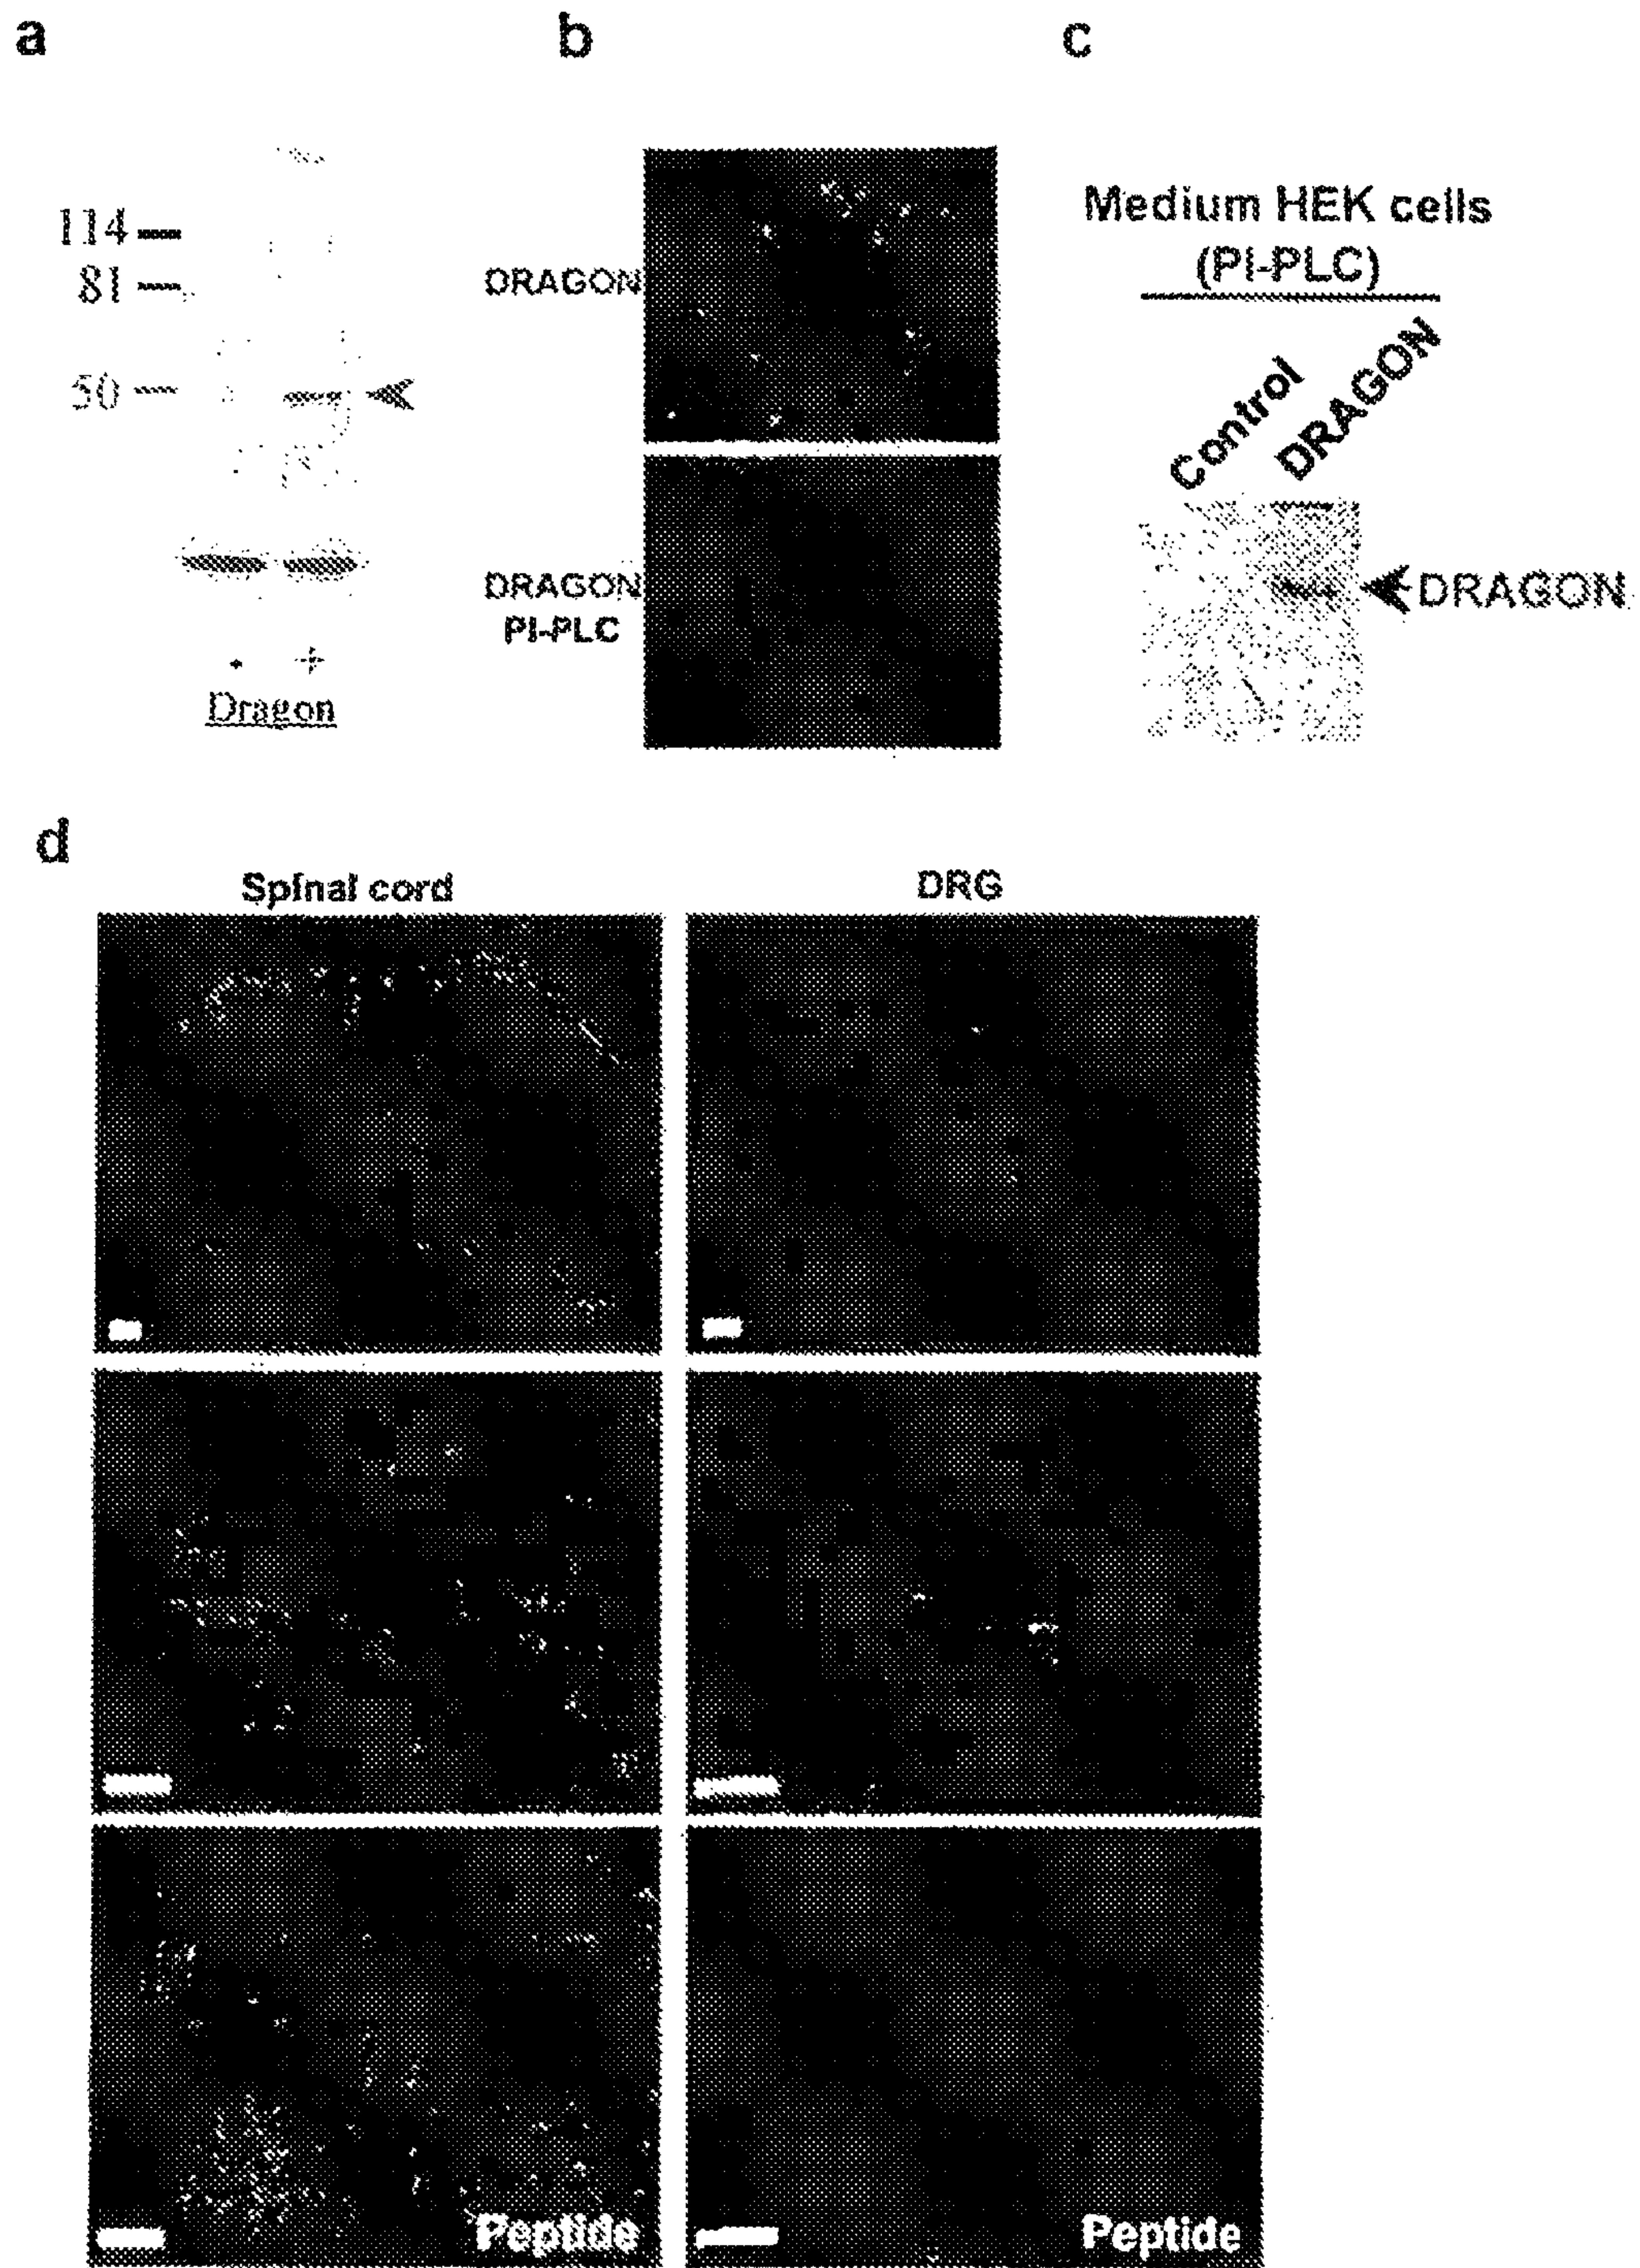 a
b
c
114
81
50
- +
Dragon
DRAGON
DRAGON
PI-PLC
Medium HEK cells
(PI-PLC)
Control
DRAGON
DRAGON
d
Spinal cord
DRG
Peptide
Peptide